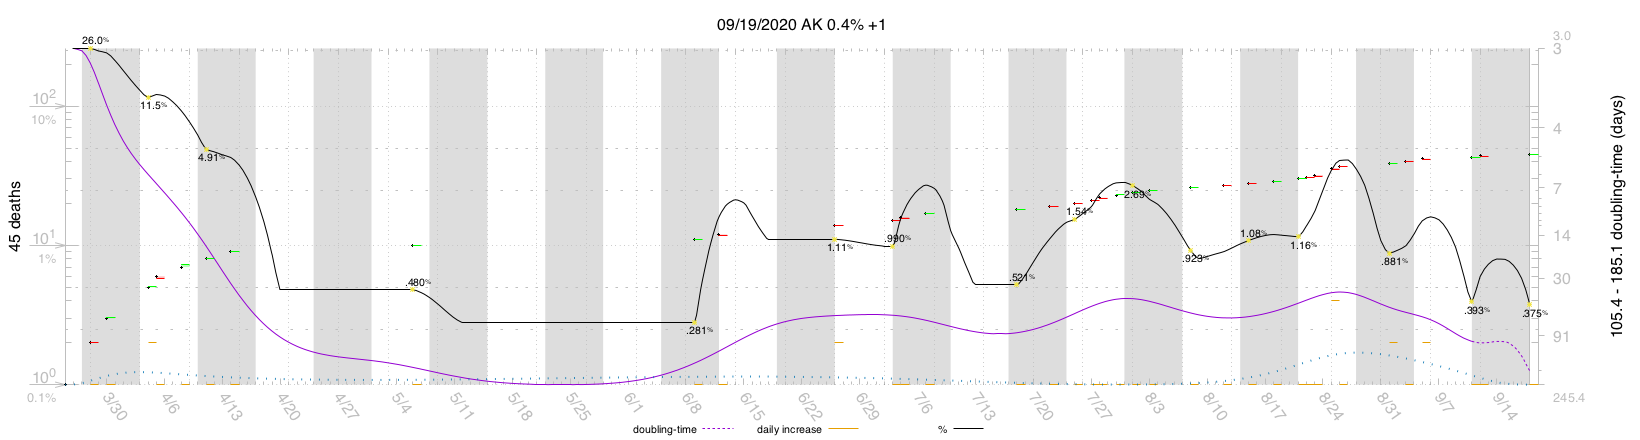 09/19/2020 AK 0.4% +1
3.0
26.0% 3
10² 11.5%
10% 4
4.91%
2.69% 7
1.54%
.990% 1.08% 14
10¹ 1.11% 1.16%
1% .923% .881%
.480% .521% 30
.393% .375%
.281% 91
10⁰
0.1% 245.4
3/30 4/6 4/13 4/20 4/27 5/4 5/11 5/18 5/25 6/1 6/8 6/15 6/22 6/29 7/6 7/13 7/20 7/27 8/3 8/10 8/17 8/24 8/31 9/7 9/14
doubling-time daily increase %
45 deaths
105.4 - 185.1 doubling-time (days)